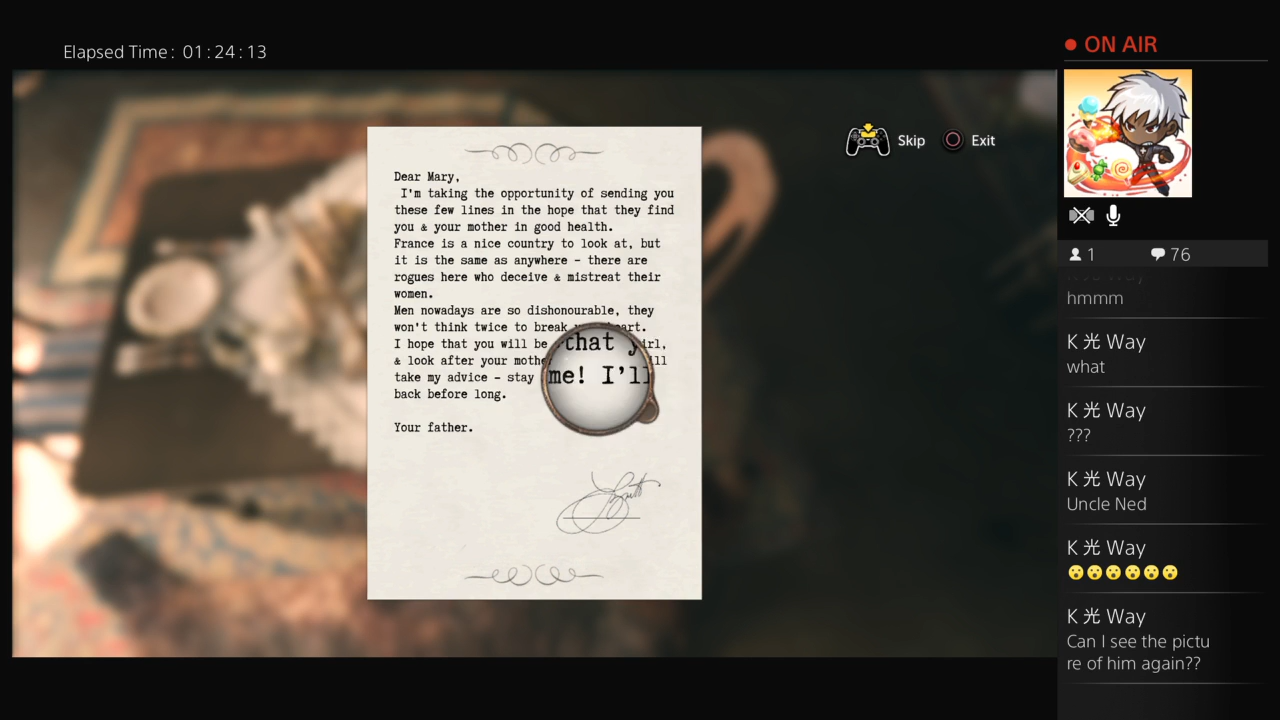 Elapsed Time: 01:24:13
ON AIR
Skip
Exit
Dear Mary,
I'm taking the opportunity of sending you
these few lines in the hope that they find
you & your mother in good health.
France is a nice country to look at, but
it is the same as anywhere - there are
rogues here who deceive & mistreat their
women.
Men nowadays are so dishonourable, they
won't think twice to break art.
I hope that you will be that y irl,
& look after your mothe ll
take my advice - stay me! I'll
back before long.
Your father.
1
76
hmmm
K 光 Way
what
K 光 Way
???
K 光 Way
Uncle Ned
K 光 Way
😮😮😮😮😮😮
K 光 Way
Can I see the pictu
re of him again??